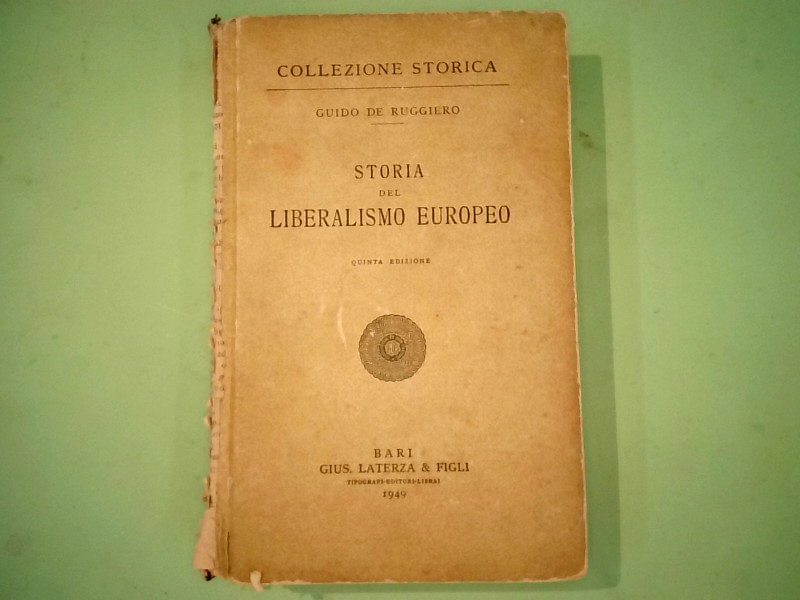 COLLEZIONE STORICA
GUIDO DE RUGGIERO
STORIA
DEL
LIBERALISMO EUROPEO
QUINTA EDIZIONE
BARI
GIUS. LATERZA & FIGLI
TIPOGRAFI-EDITORI-LIBRAI
1949